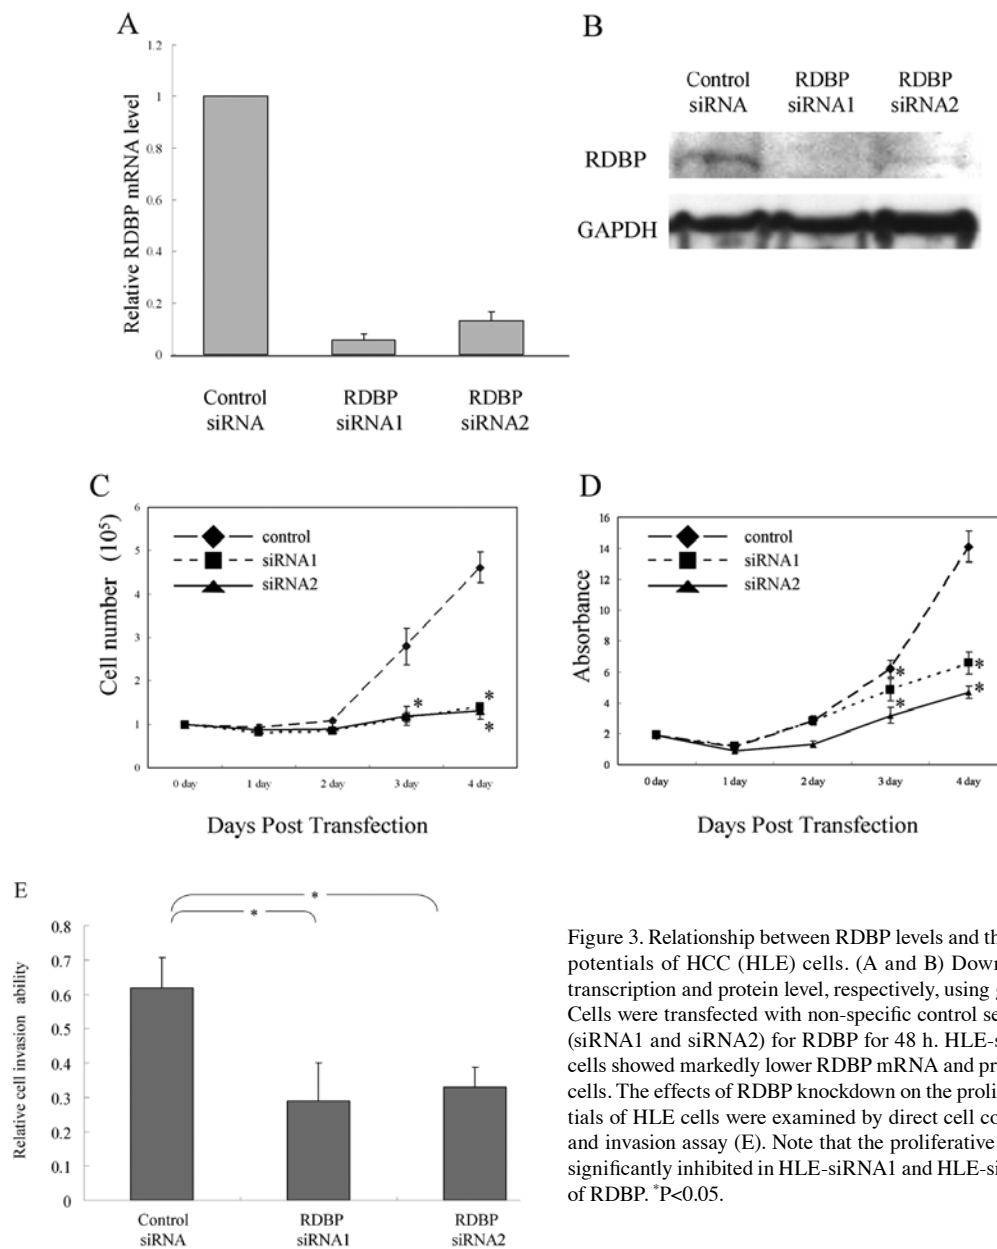 A
1.2
1
0.8
0.6
0.4
0.2
0
Relative RDBP mRNA level
Control
siRNA
RDBP
siRNA1
RDBP
siRNA2
B
Control
siRNA
RDBP
siRNA1
RDBP
siRNA2
RDBP
GAPDH
C
6
5
4
3
2
1
0
Cell number (10⁵)
control
siRNA1
siRNA2
*
*
*
0 day
1 day
2 day
3 day
4 day
Days Post Transfection
D
16
14
12
10
8
6
4
2
0
Absorbance
control
siRNA1
siRNA2
*
*
*
*
0 day
1 day
2 day
3 day
4 day
Days Post Transfection
E
*
*
0.8
0.7
0.6
0.5
0.4
0.3
0.2
0.1
0
Relative cell invasion ability
Control
siRNA
RDBP
siRNA1
RDBP
siRNA2
Figure 3. Relationship between RDBP levels and th
potentials of HCC (HLE) cells. (A and B) Down
transcription and protein level, respectively, using g
Cells were transfected with non-specific control se
(siRNA1 and siRNA2) for RDBP for 48 h. HLE-s
cells showed markedly lower RDBP mRNA and pr
cells. The effects of RDBP knockdown on the prolif
tials of HLE cells were examined by direct cell co
and invasion assay (E). Note that the proliferative
significantly inhibited in HLE-siRNA1 and HLE-si
of RDBP. *P<0.05.